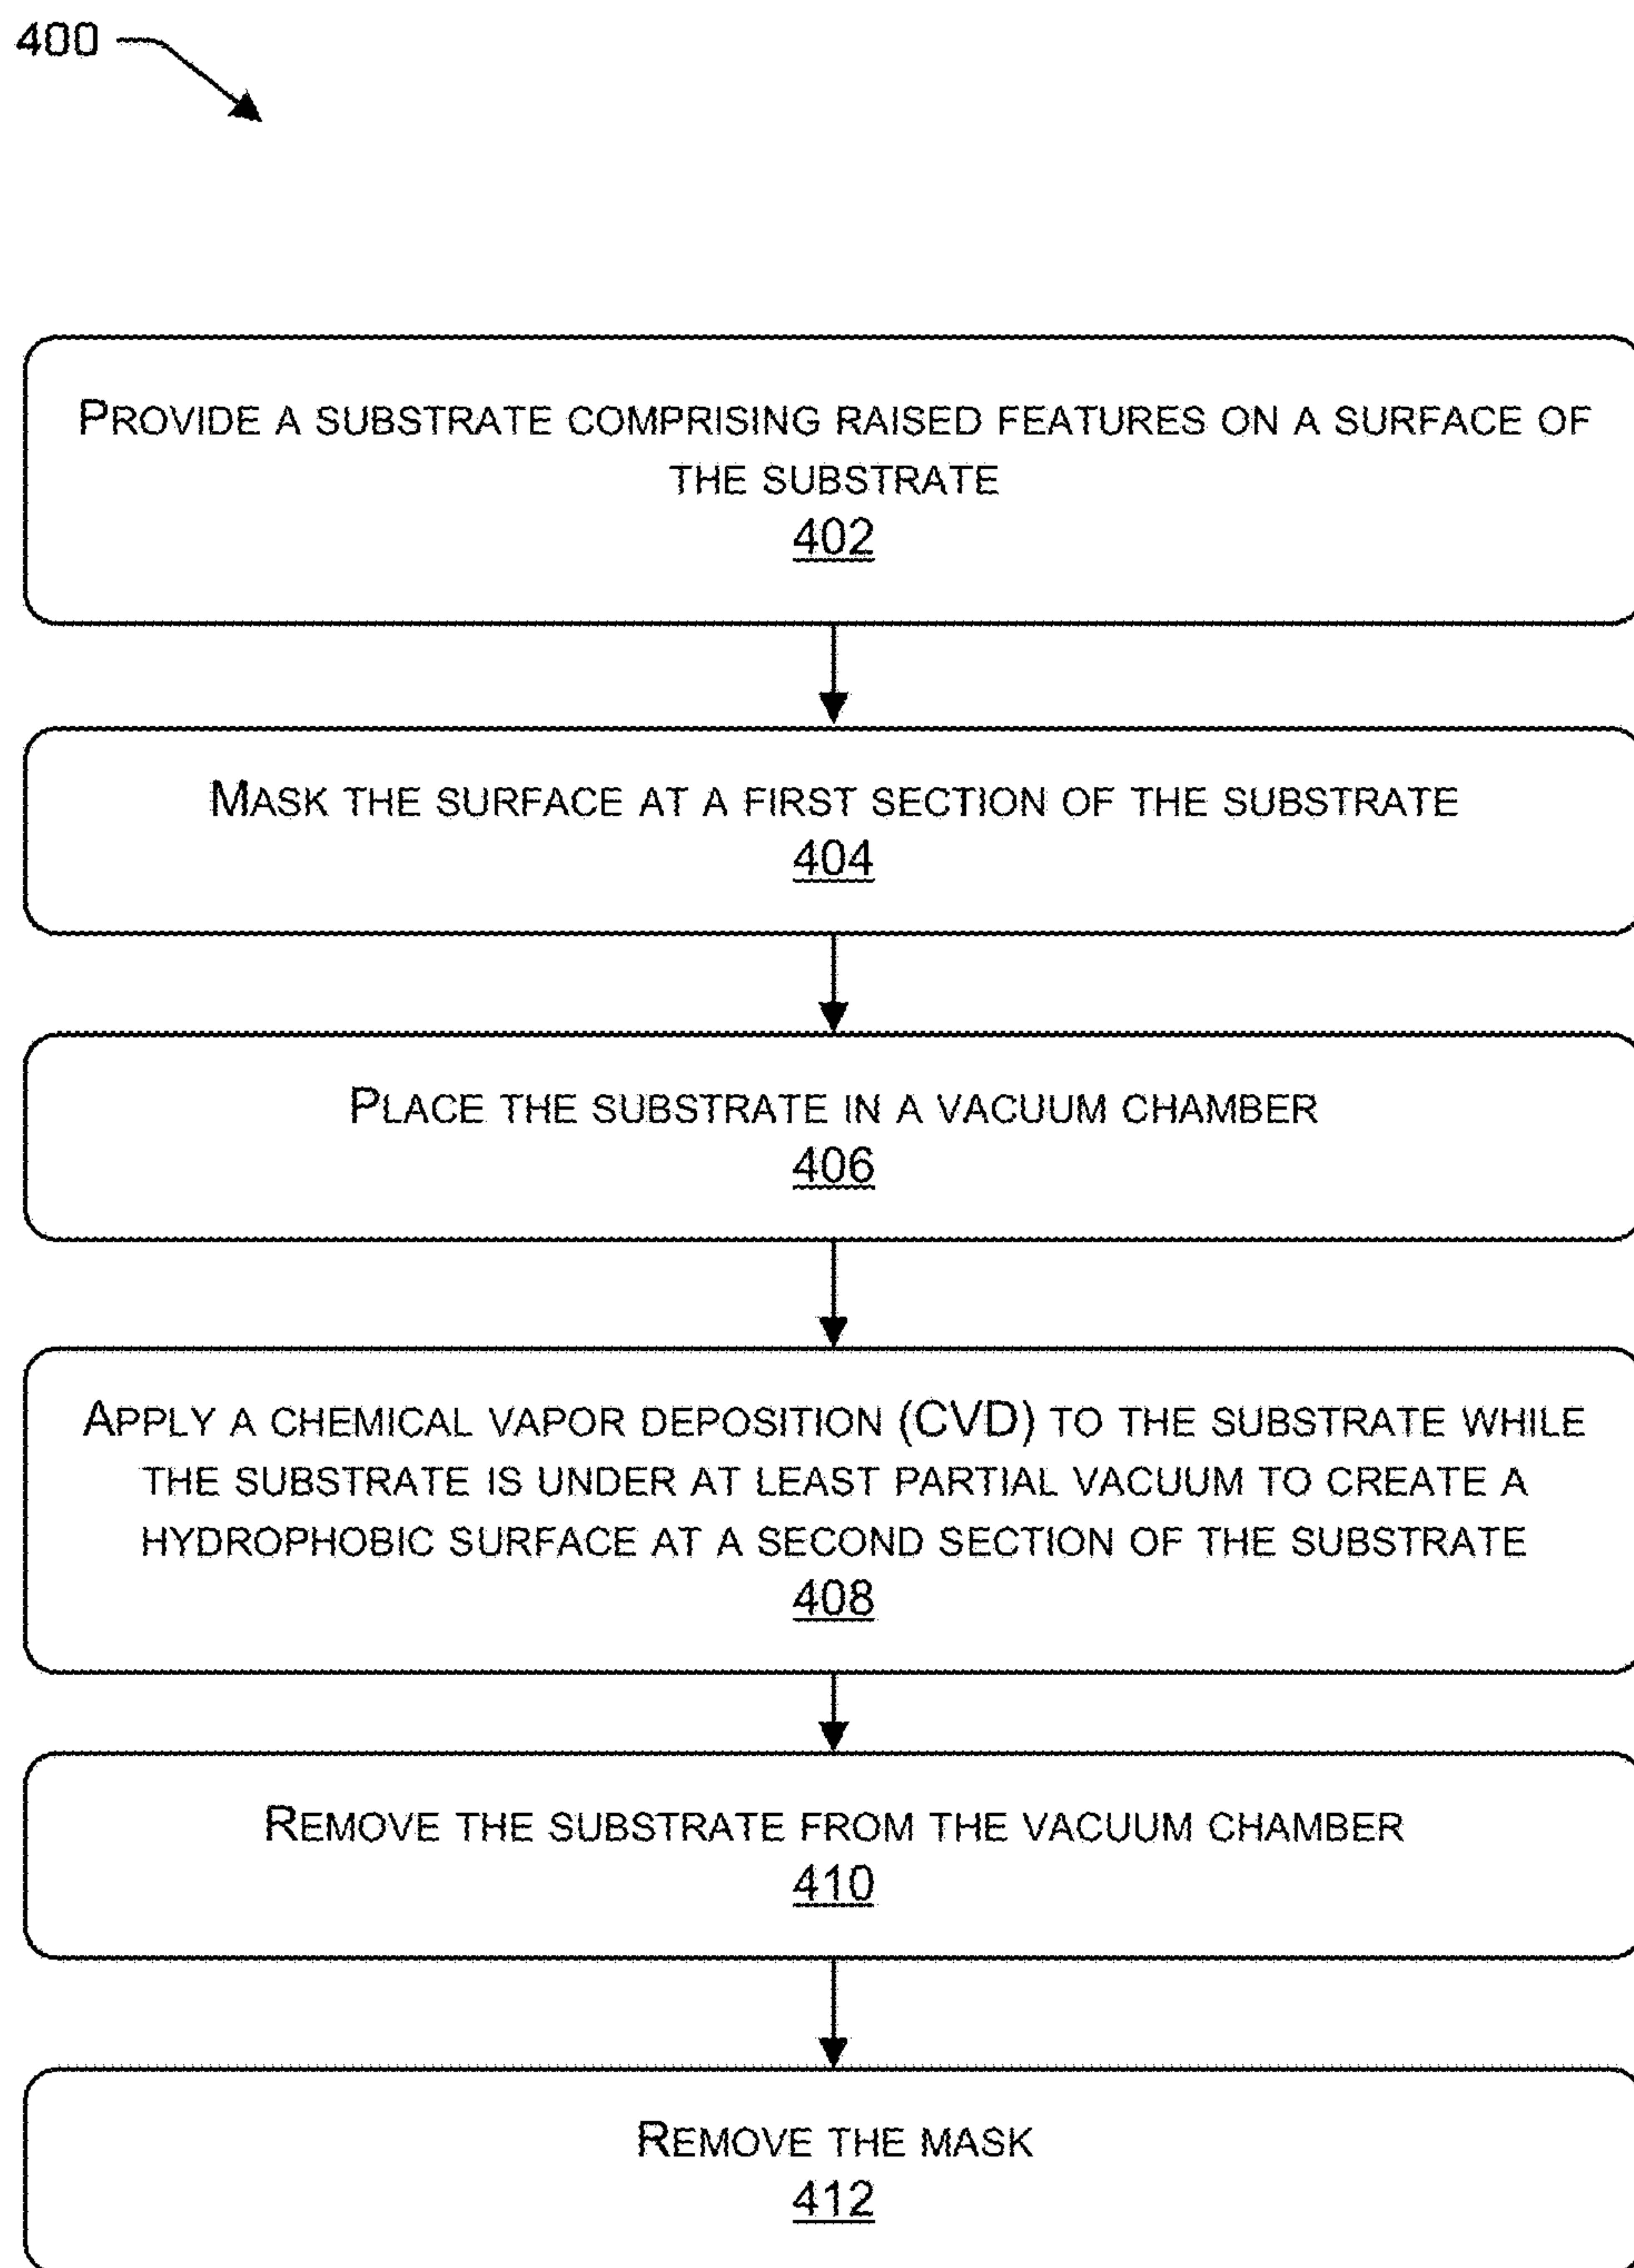 400
PROVIDE A SUBSTRATE COMPRISING RAISED FEATURES ON A SURFACE OF
THE SUBSTRATE
402
MASK THE SURFACE AT A FIRST SECTION OF THE SUBSTRATE
404
PLACE THE SUBSTRATE IN A VACUUM CHAMBER
406
APPLY A CHEMICAL VAPOR DEPOSITION (CVD) TO THE SUBSTRATE WHILE
THE SUBSTRATE IS UNDER AT LEAST PARTIAL VACUUM TO CREATE A
HYDROPHOBIC SURFACE AT A SECOND SECTION OF THE SUBSTRATE
408
REMOVE THE SUBSTRATE FROM THE VACUUM CHAMBER
410
REMOVE THE MASK
412